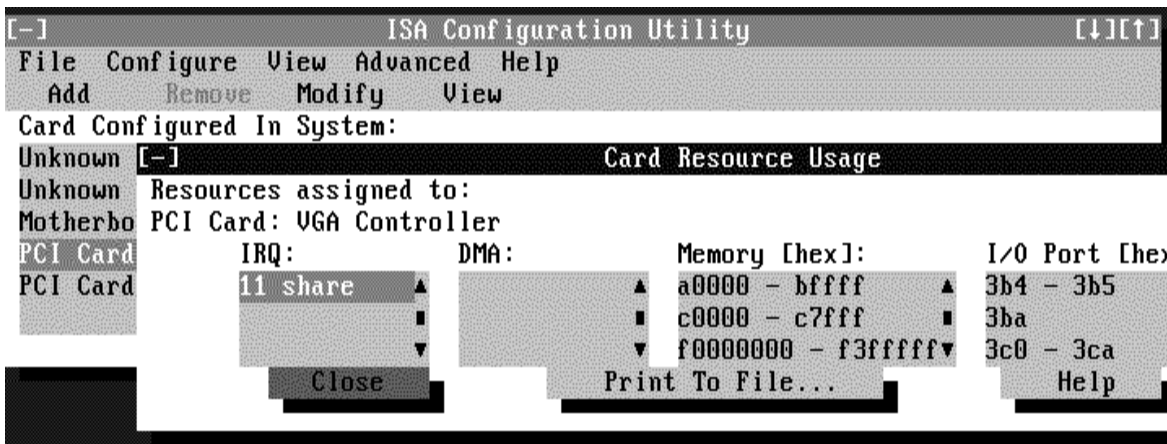 [-] ISA Configuration Utility [↓][↑]
File Configure View Advanced Help
Add Remove Modify View
Card Configured In System:
Unknown [-] Card Resource Usage
Unknown Resources assigned to:
Motherbo PCI Card: VGA Controller
PCI Card IRQ: DMA: Memory [hex]: I/O Port [hex
PCI Card 11 share a0000 - bffff 3b4 - 3b5
c0000 - c7fff 3ba
f0000000 - f3fffff 3c0 - 3ca
Close Print To File... Help